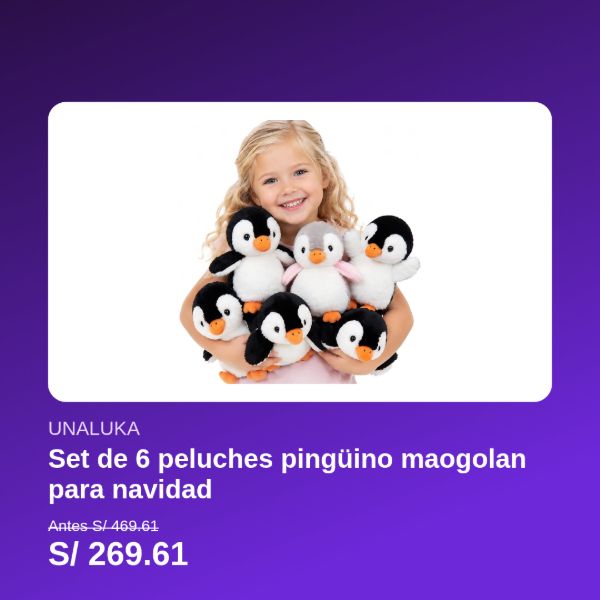 UNALUKA
Set de 6 peluches pingüino maogolan
para navidad
Antes S/ 469.61
S/ 269.61